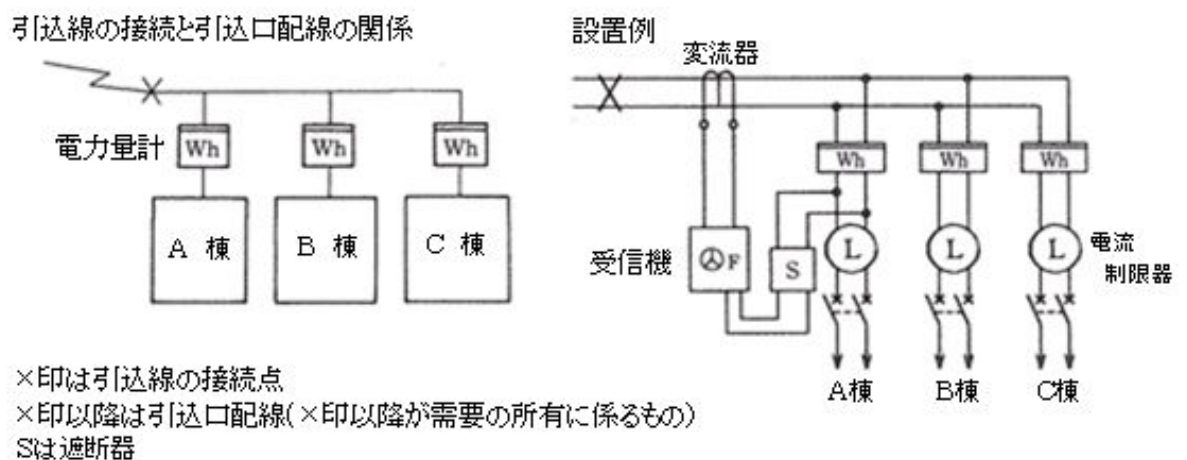 引込線の接続と引込口配線の関係
電力量計
Wh
Wh
Wh
A 棟
B 棟
C 棟
設置例
変流器
Wh
Wh
Wh
受信機
F
S
L
L
L
電流
制限器
A棟
B棟
C棟
×印は引込線の接続点
×印以降は引込口配線(×印以降が需要の所有に係るもの)
Sは遮断器